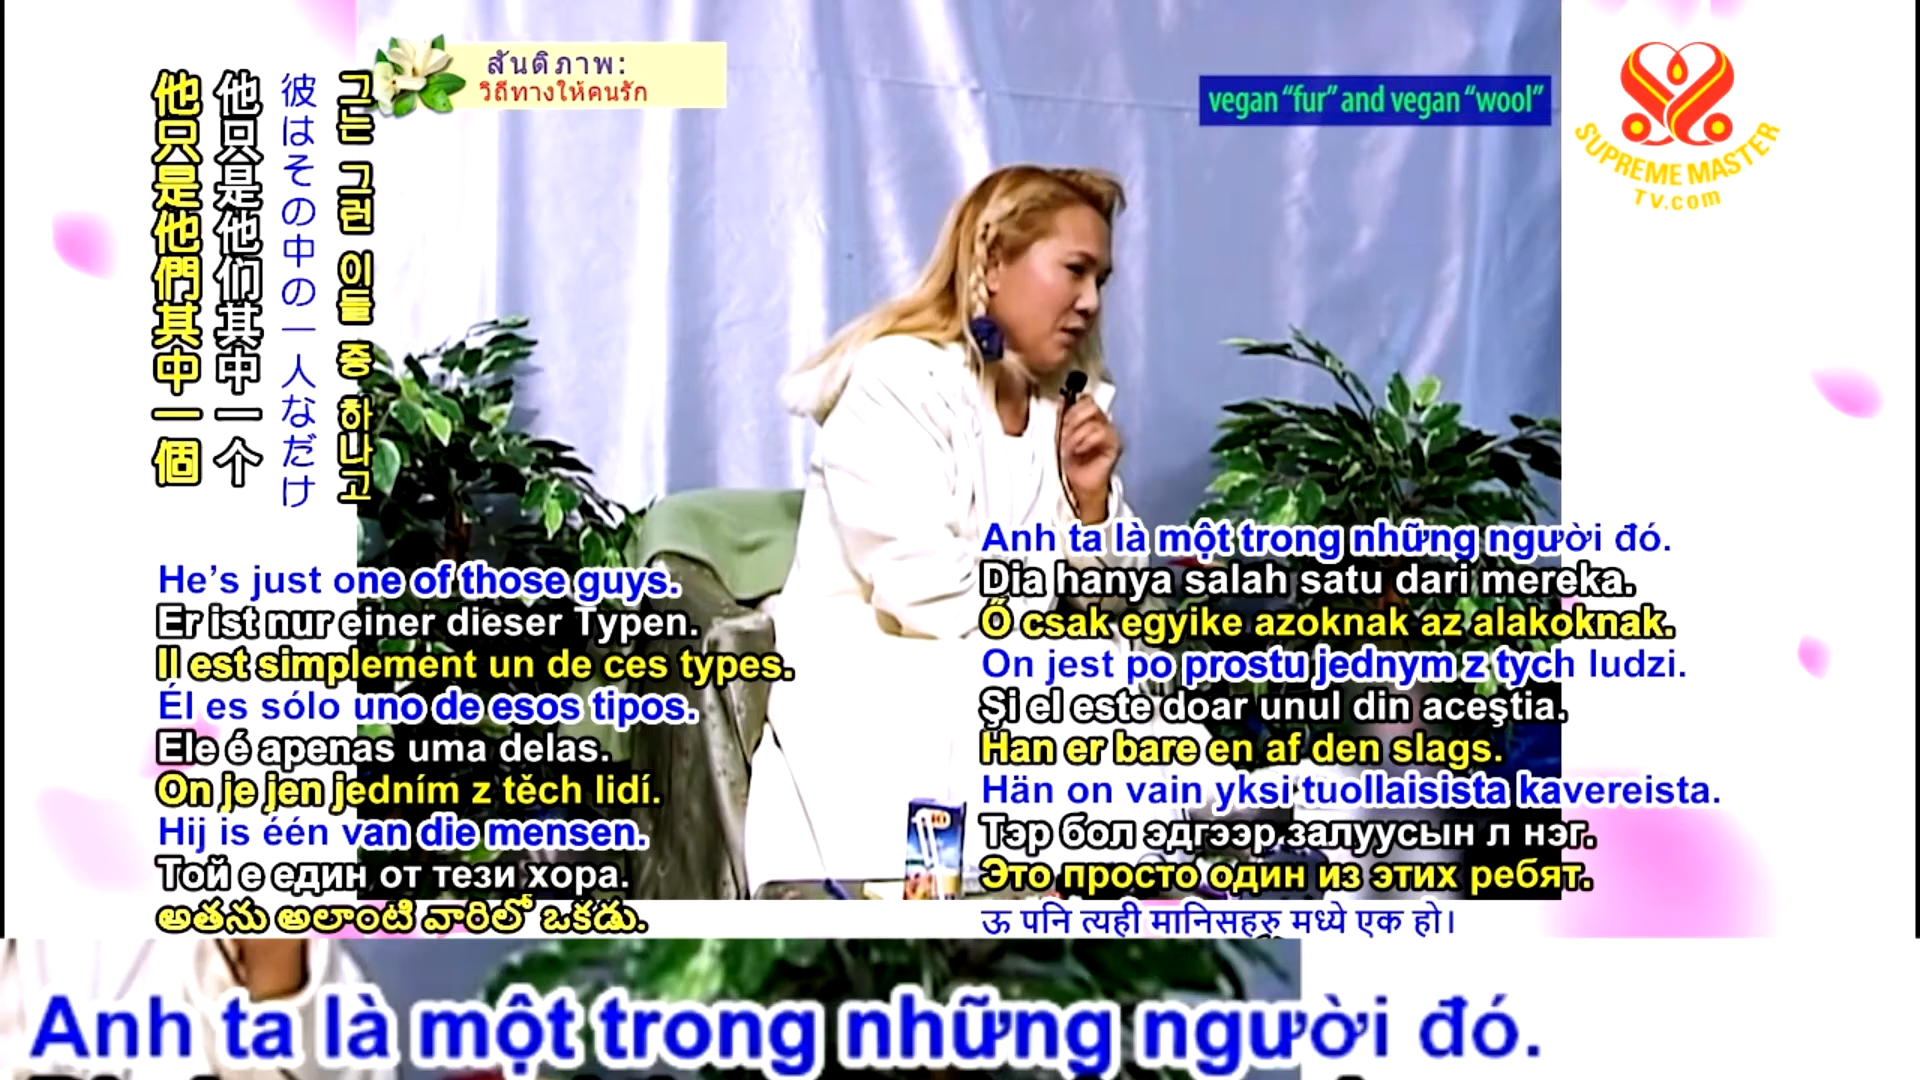 สันติภาพ:
วิถีทางให้คนรัก
vegan “fur” and vegan “wool”
SUPREME MASTER
TV.com
그는 그런 이들 중 하나고
彼はその中の一人なだけ
他只是他们其中一个
他只是他們其中一個
He’s just one of those guys.
Er ist nur einer dieser Typen.
Il est simplement un de ces types.
Él es sólo uno de esos tipos.
Ele é apenas uma delas.
On je jen jedním z těch lidí.
Hij is één van die mensen.
Той е един от тези хора.
అతను అలాంటి వారిలో ఒకడు.
Anh ta là một trong những người đó.
Dia hanya salah satu dari mereka.
Ő csak egyike azoknak az alakoknak.
On jest po prostu jednym z tych ludzi.
Şi el este doar unul din aceştia.
Han er bare en af den slags.
Hän on vain yksi tuollaisista kavereista.
Тэр бол эдгээр залуусын л нэг.
Это просто один из этих ребят.
ऊ पनि त्यही मानिसहरु मध्ये एक हो।
Anh ta là một trong những người đó.